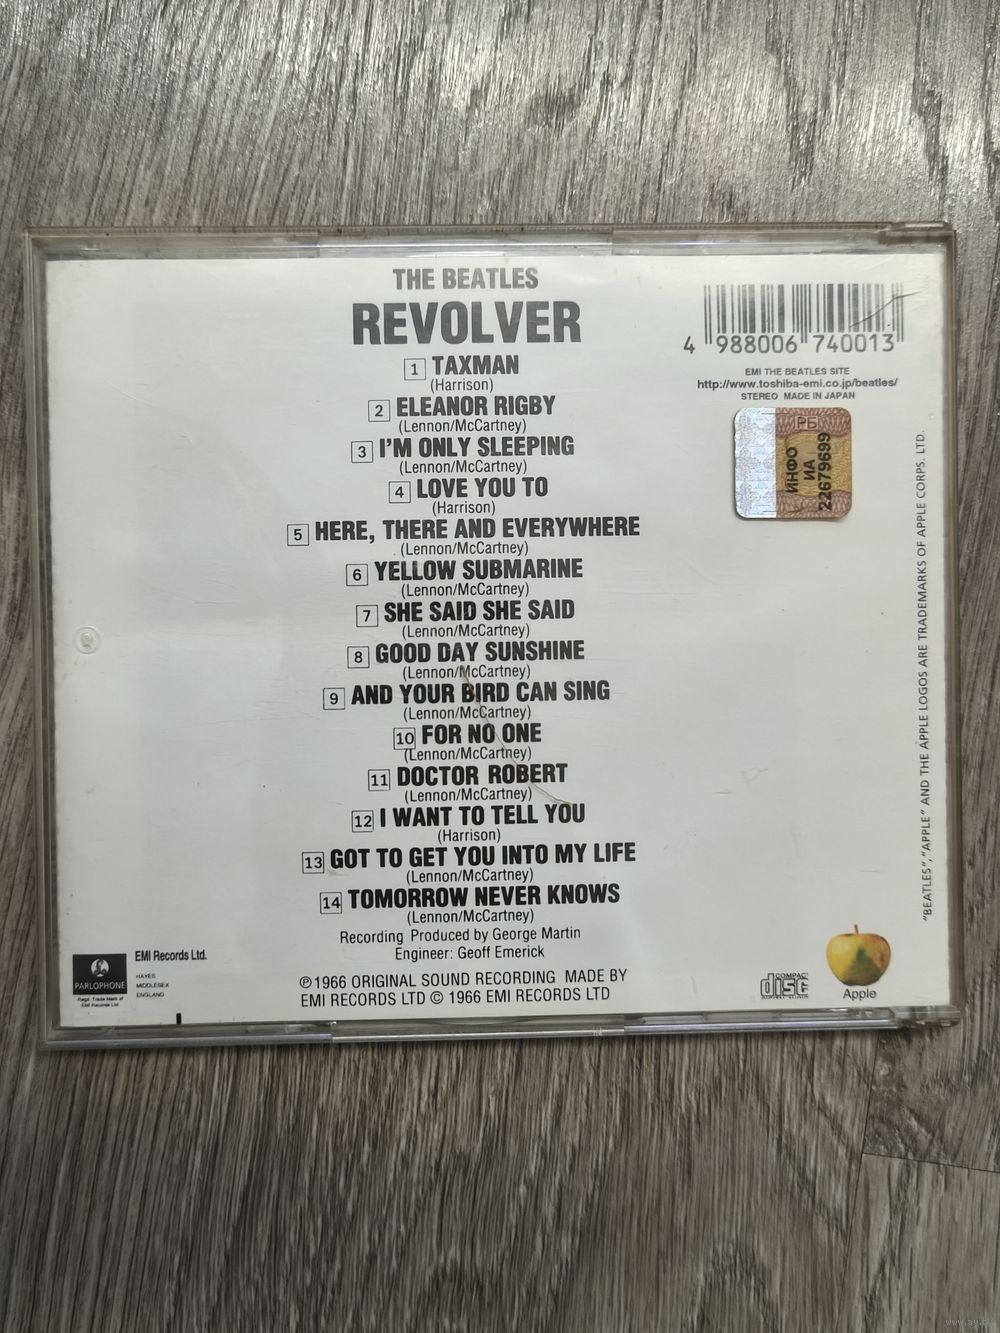 THE BEATLES
REVOLVER
1 TAXMAN
(Harrison)
2 ELEANOR RIGBY
(Lennon/McCartney)
3 I'M ONLY SLEEPING
(Lennon/McCartney)
4 LOVE YOU TO
(Harrison)
5 HERE, THERE AND EVERYWHERE
(Lennon/McCartney)
6 YELLOW SUBMARINE
(Lennon/McCartney)
7 SHE SAID SHE SAID
(Lennon/McCartney)
8 GOOD DAY SUNSHINE
(Lennon/McCartney)
9 AND YOUR BIRD CAN SING
(Lennon/McCartney)
10 FOR NO ONE
(Lennon/McCartney)
11 DOCTOR ROBERT
(Lennon/McCartney)
12 I WANT TO TELL YOU
(Harrison)
13 GOT TO GET YOU INTO MY LIFE
(Lennon/McCartney)
14 TOMORROW NEVER KNOWS
(Lennon/McCartney)
Recording Produced by George Martin
Engineer: Geoff Emerick
℗ 1966 ORIGINAL SOUND RECORDING MADE BY
EMI RECORDS LTD © 1966 EMI RECORDS LTD
4 988006 740013
EMI THE BEATLES SITE
http://www.toshiba-emi.co.jp/beatles/
STEREO MADE IN JAPAN
РБ
ИНФО
ИА
22679699
"BEATLES", "APPLE" AND THE APPLE LOGOS ARE TRADEMARKS OF APPLE CORPS. LTD.
PARLOPHONE
Regd. Trade Mark of
EMI Records Ltd.
EMI Records Ltd.
HAYES
MIDDLESEX
ENGLAND
COMPACT
disc
Apple